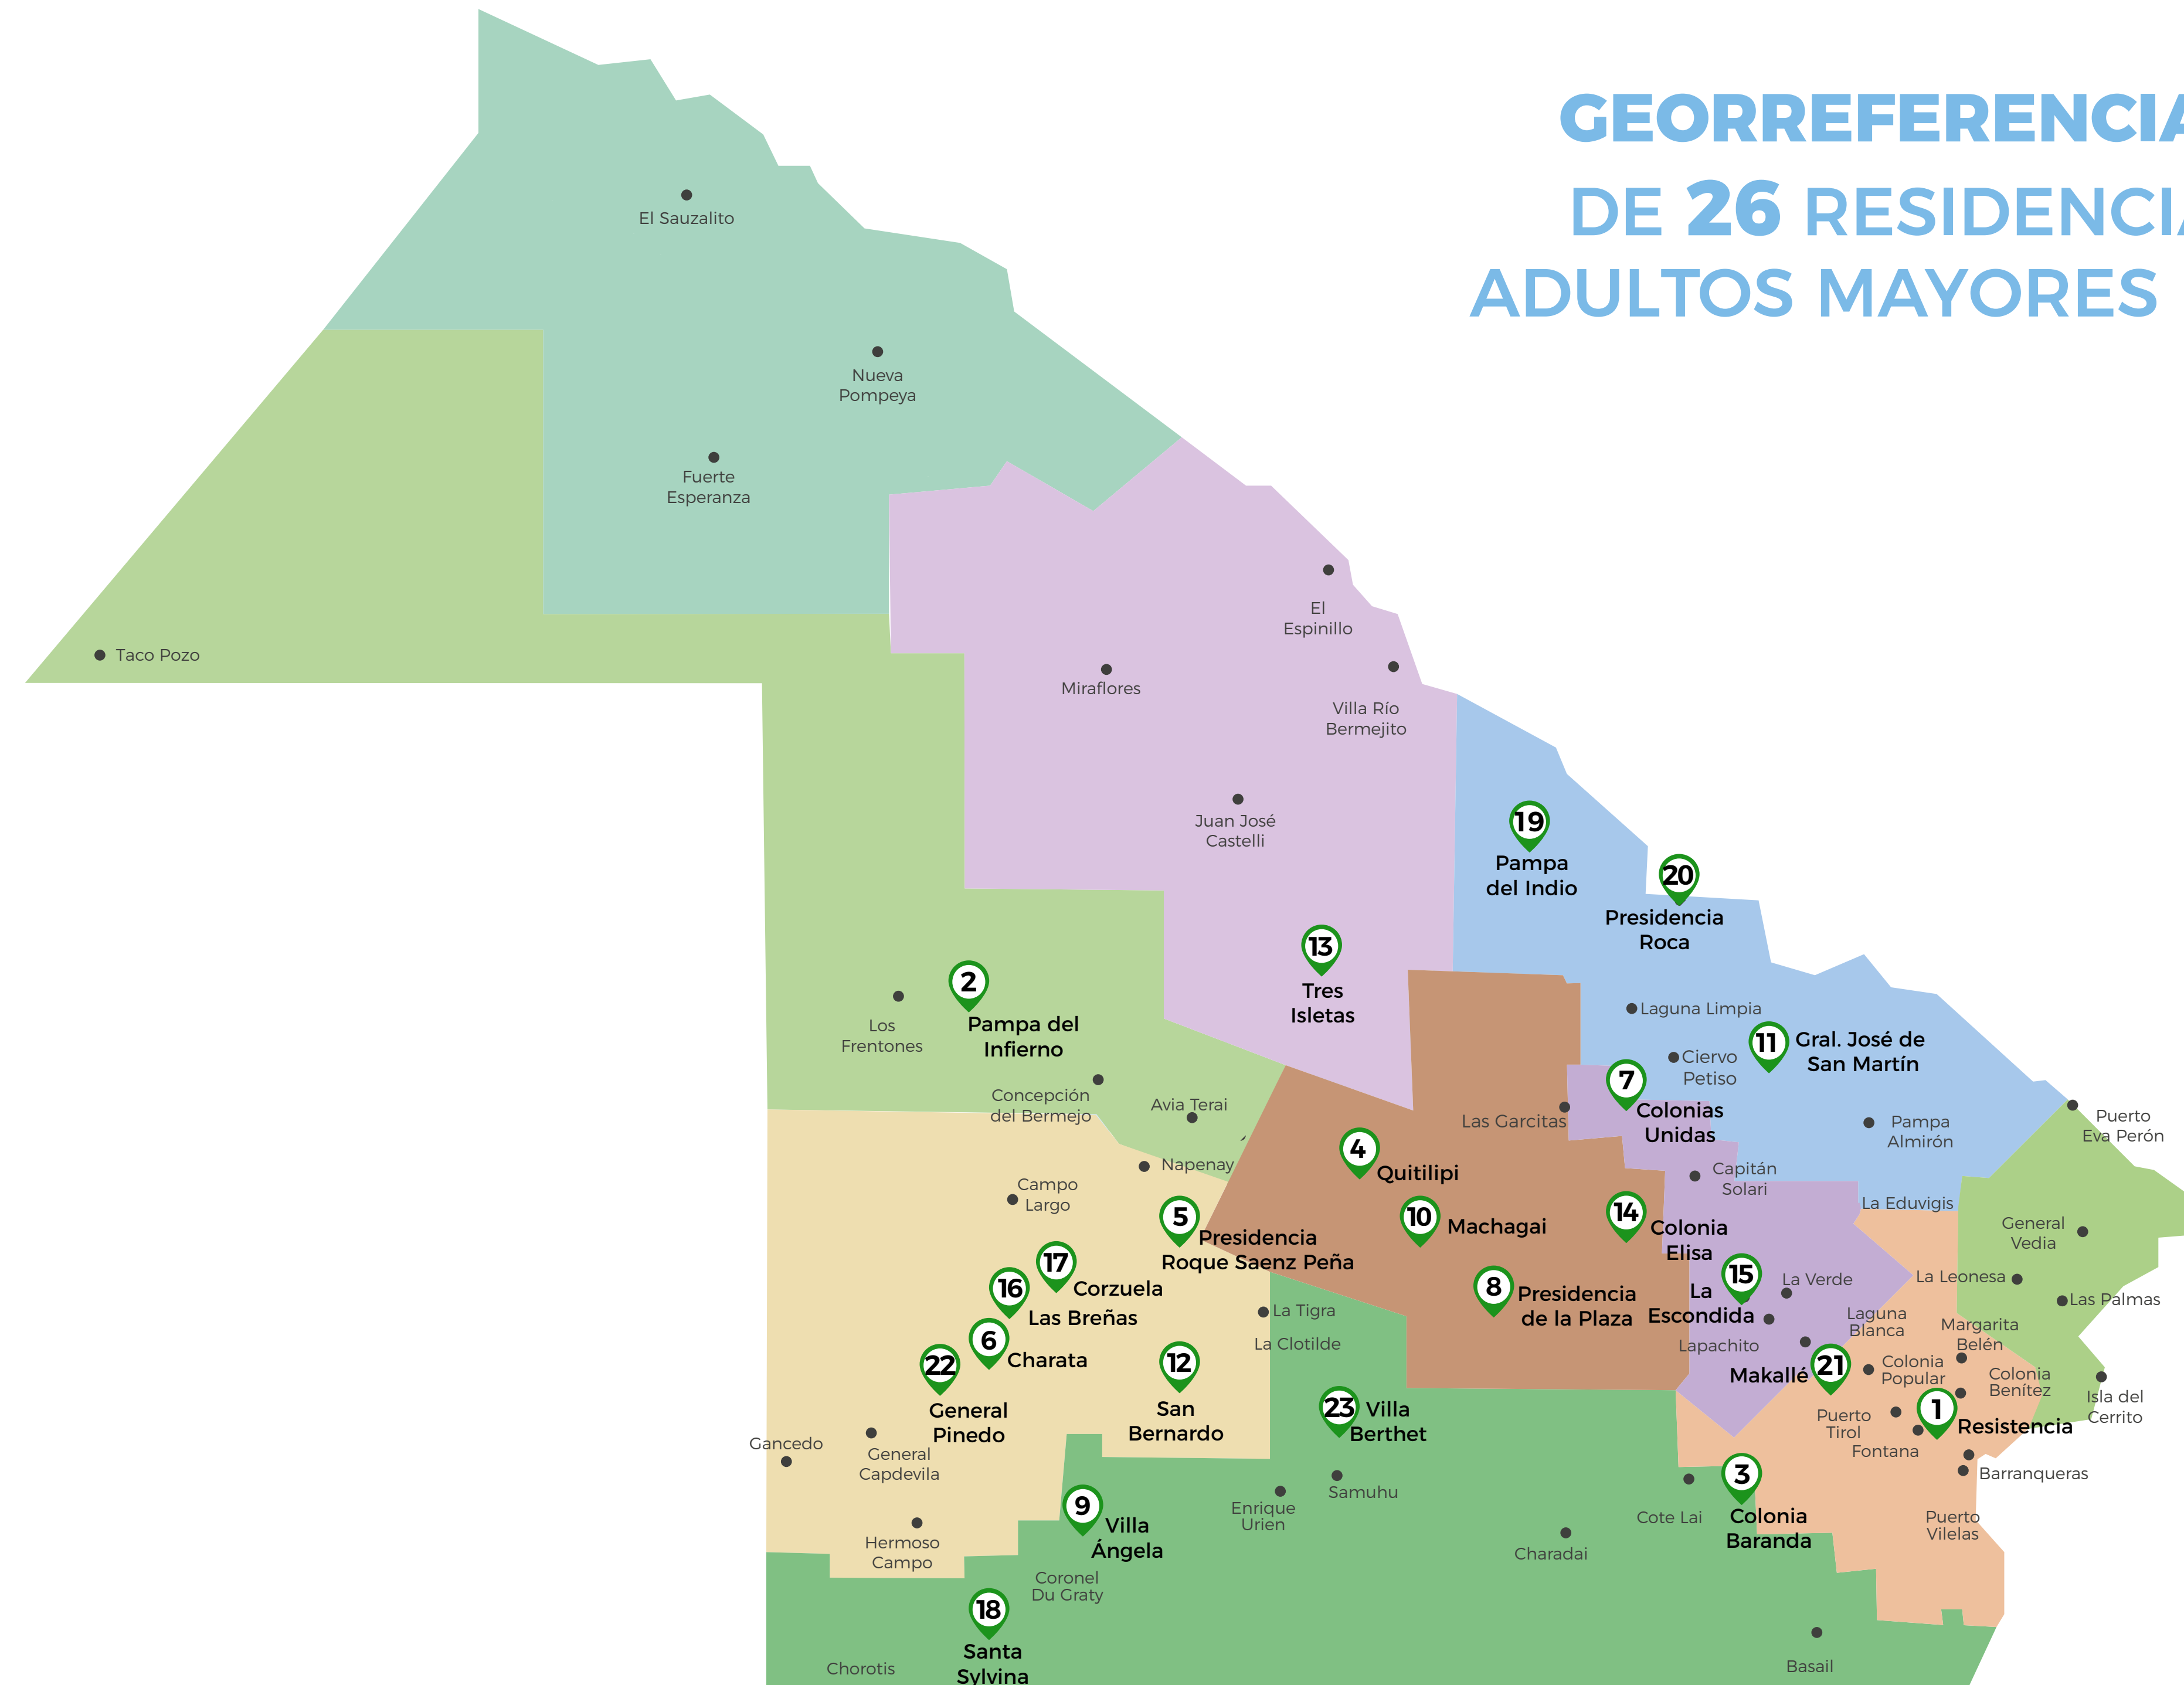 GEORREFERENCIA
DE 26 RESIDENCIA
ADULTOS MAYORES
El Sauzalito
Nueva
Pompeya
Fuerte
Esperanza
El
Espinillo
Taco Pozo
Miraflores
Villa Río
Bermejito
Juan José
Castelli
19
Pampa
del Indio
20
Presidencia
Roca
13
Tres
Isletas
2
Pampa del
Infierno
Los
Frentones
Laguna Limpia
11
Gral. José de
San Martín
Ciervo
Petiso
7
Colonias
Unidas
Concepción
del Bermejo
Avia Terai
Las Garcitas
Pampa
Almirón
Puerto
Eva Perón
4
Quitilipi
Napenay
Capitán
Solari
Campo
Largo
La Eduvigis
5
Presidencia
Roque Saenz Peña
10
Machagai
14
Colonia
Elisa
General
Vedia
17
Corzuela
16
Las Breñas
8
Presidencia
de la Plaza
15
La
Escondida
La Verde
La Leonesa
Las Palmas
La Tigra
La Clotilde
Lapachito
Laguna
Blanca
Margarita
Belén
6
Charata
22
General
Pinedo
12
San
Bernardo
Makallé
21
Colonia
Popular
Colonia
Benítez
Isla del
Cerrito
23
Villa
Berthet
Puerto
Tirol
1
Resistencia
Fontana
Gancedo
General
Capdevila
Barranqueras
3
Colonia
Baranda
Samuhu
Enrique
Urien
Cote Lai
9
Villa
Ángela
Puerto
Vilelas
Hermoso
Campo
Charadai
Coronel
Du Graty
18
Santa
Sylvina
Chorotis
Basail